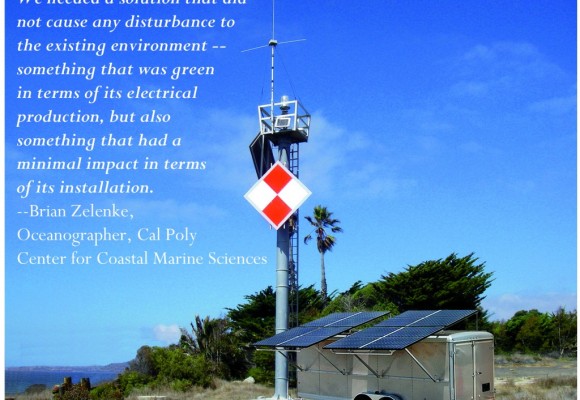 We needed a solution that did
not cause any disturbance to
the existing environment --
something that was green
in terms of its electrical
production, but also
something that had a
minimal impact in terms
of its installation.
--Brian Zelenke,
Oceanographer, Cal Poly
Center for Coastal Marine Sciences